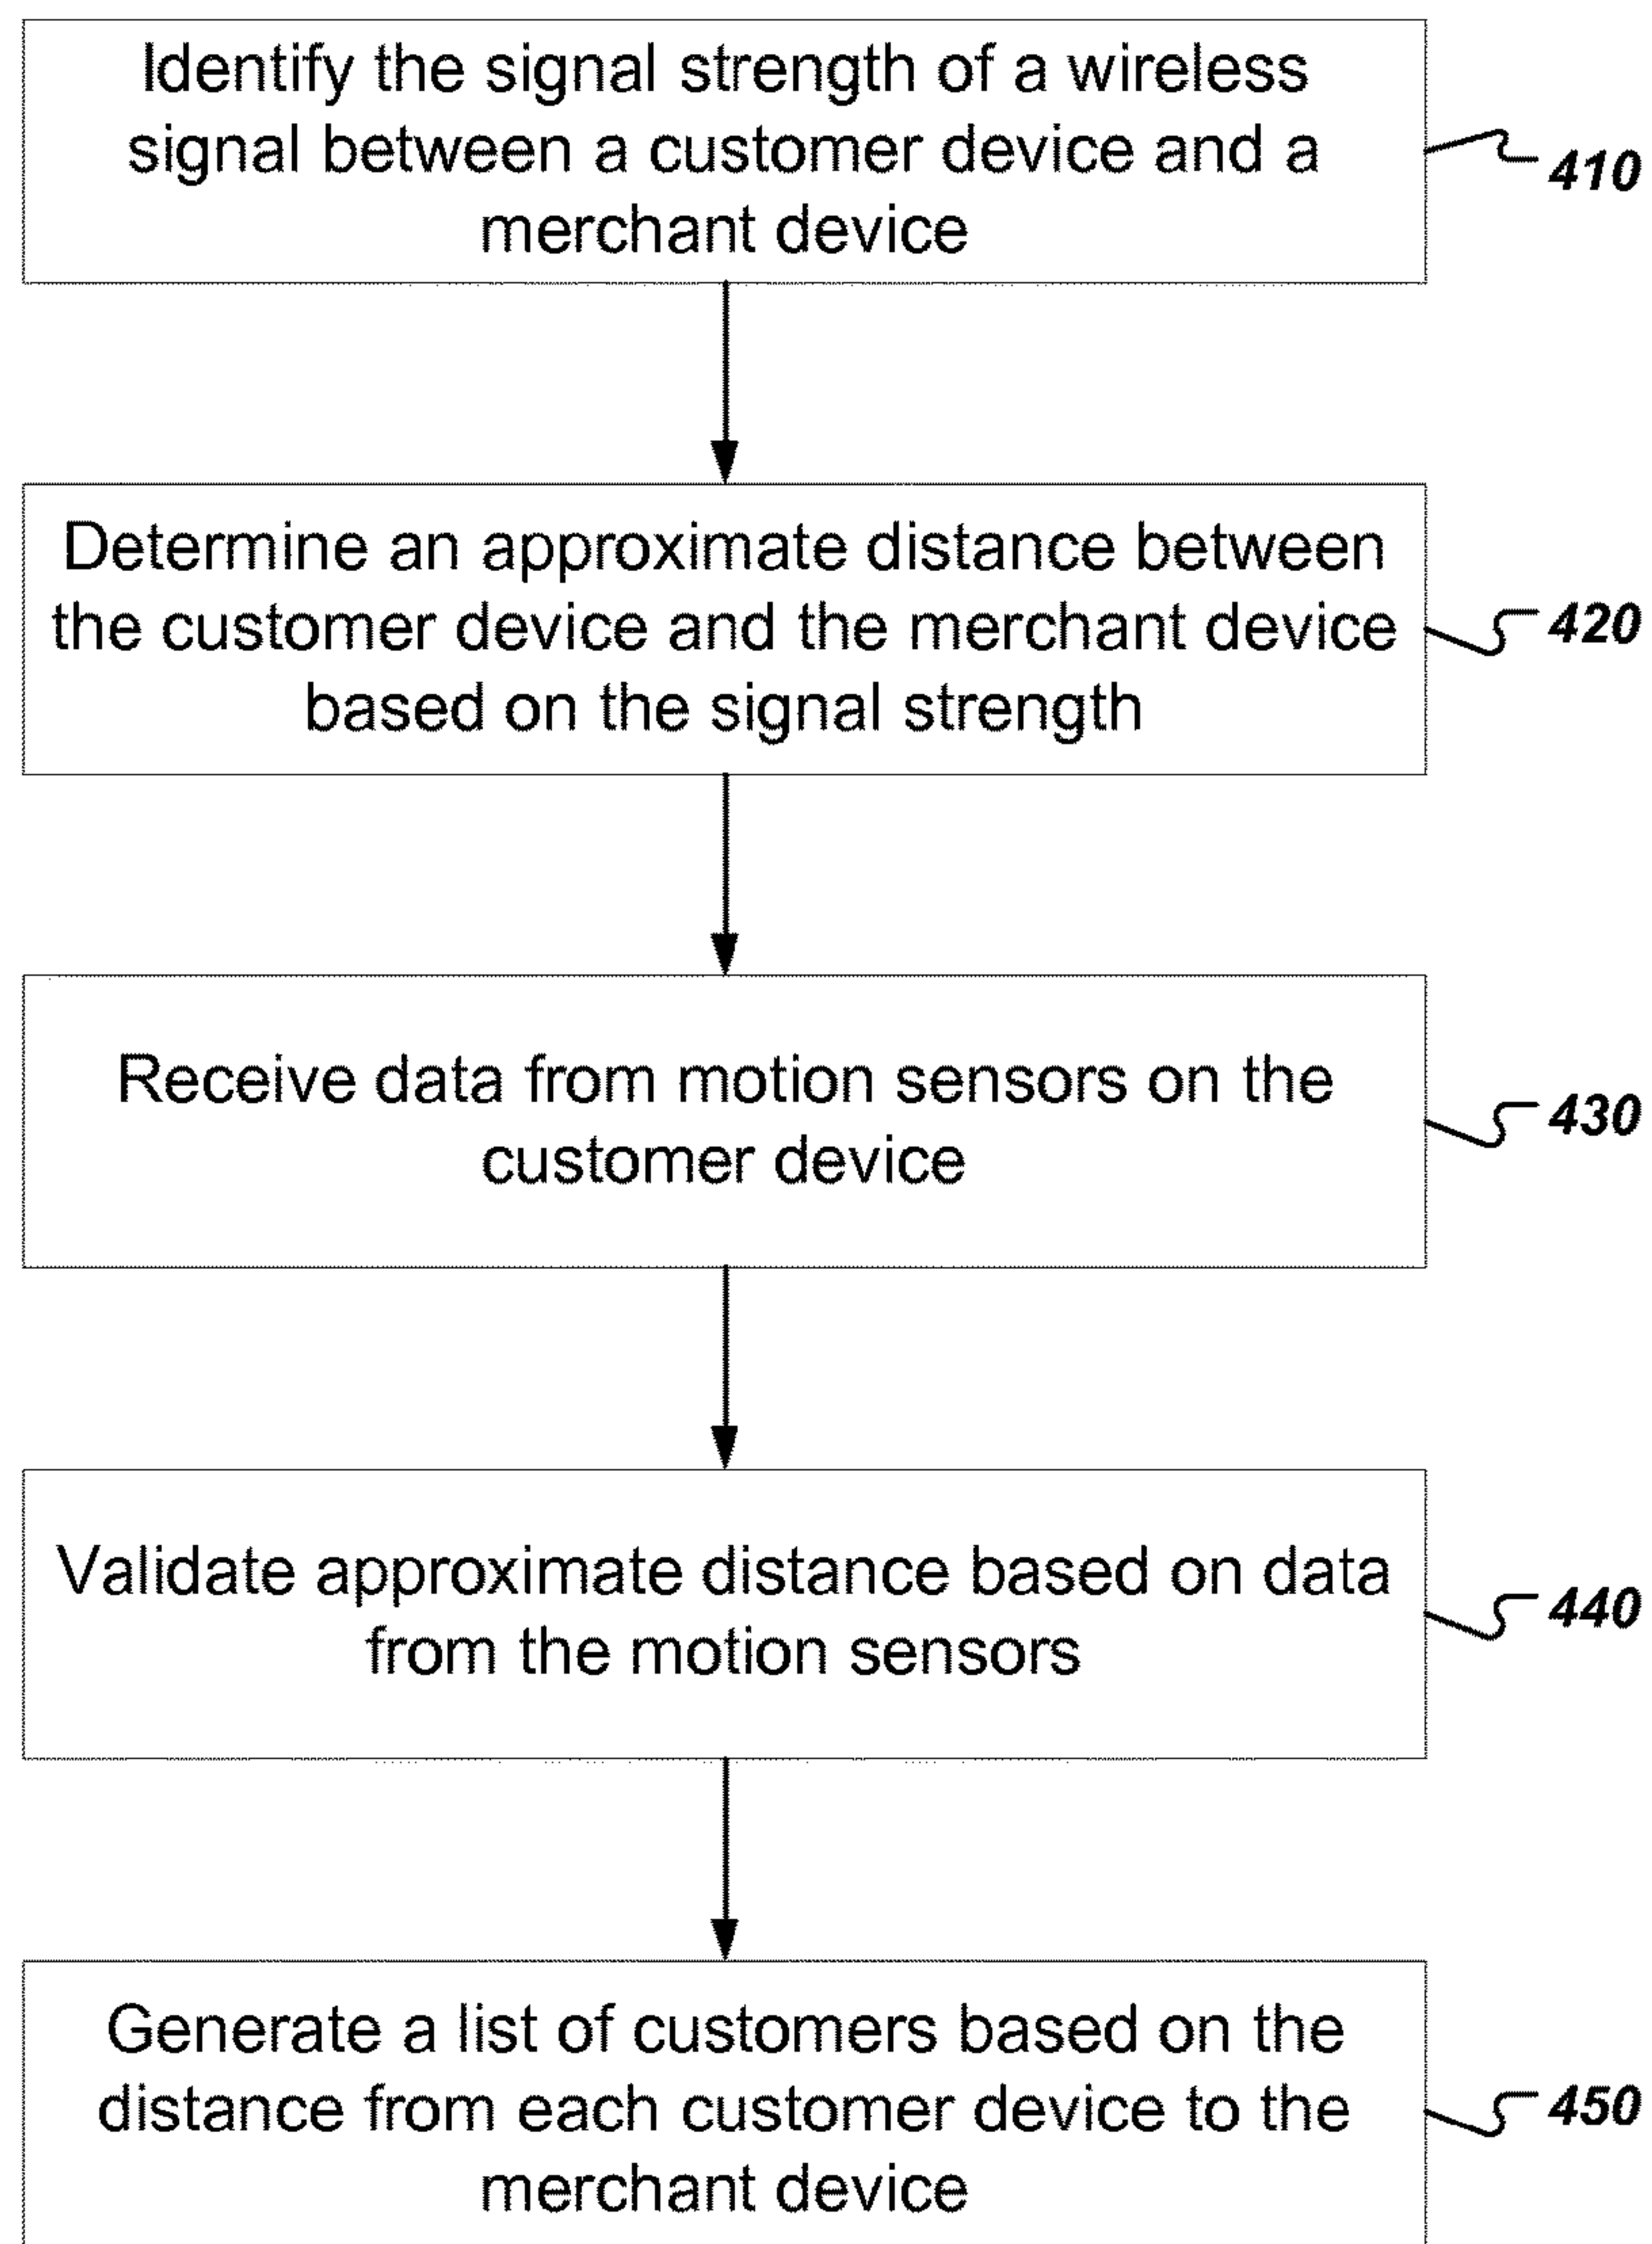 Identify the signal strength of a wireless
signal between a customer device and a
merchant device
410
Determine an approximate distance between
the customer device and the merchant device
based on the signal strength
420
Receive data from motion sensors on the
customer device
430
Validate approximate distance based on data
from the motion sensors
440
Generate a list of customers based on the
distance from each customer device to the
merchant device
450